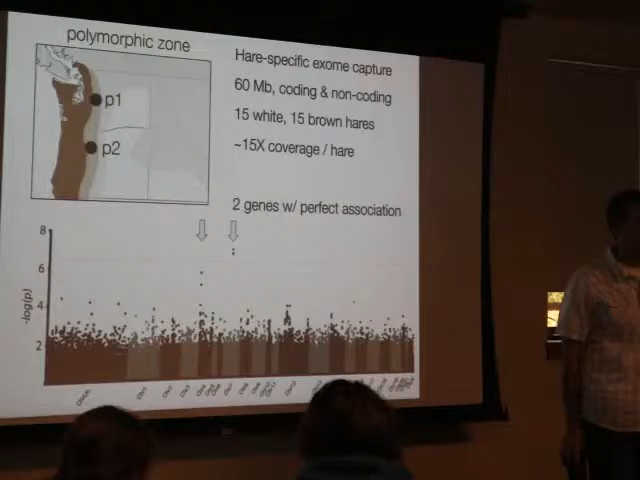 polymorphic zone
p1
p2
Hare-specific exome capture
60 Mb, coding & non-coding
15 white, 15 brown hares
~15X coverage / hare
2 genes w/ perfect association
8
6
4
2
-log(p)